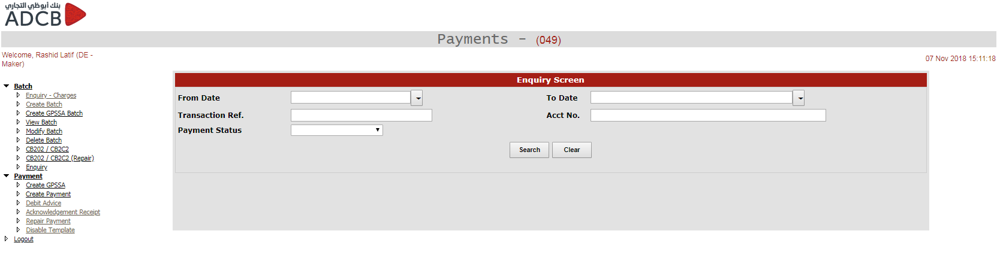 بنك أبوظبي التجاري
ADCB
Payments - (049)
Welcome, Rashid Latif (DE -
Maker)
07 Nov 2018 15:11:18
Batch
Enquiry - Charges
Create Batch
Create GPSSA Batch
View Batch
Modify Batch
Delete Batch
CB202 / CB2C2
CB202 / CB2C2 (Repair)
Enquiry
Payment
Create GPSSA
Create Payment
Debit Advice
Acknowledgement Receipt
Repair Payment
Disable Template
Logout
Enquiry Screen
From Date To Date
Transaction Ref. Acct No.
Payment Status
Search Clear